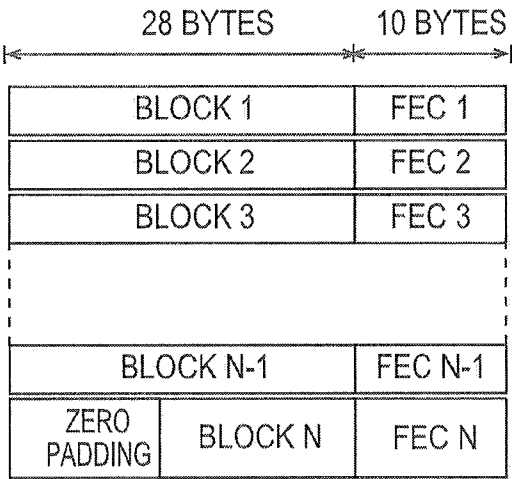 28 BYTES 10 BYTES
BLOCK 1 FEC 1
BLOCK 2 FEC 2
BLOCK 3 FEC 3
BLOCK N-1 FEC N-1
ZERO PADDING BLOCK N FEC N